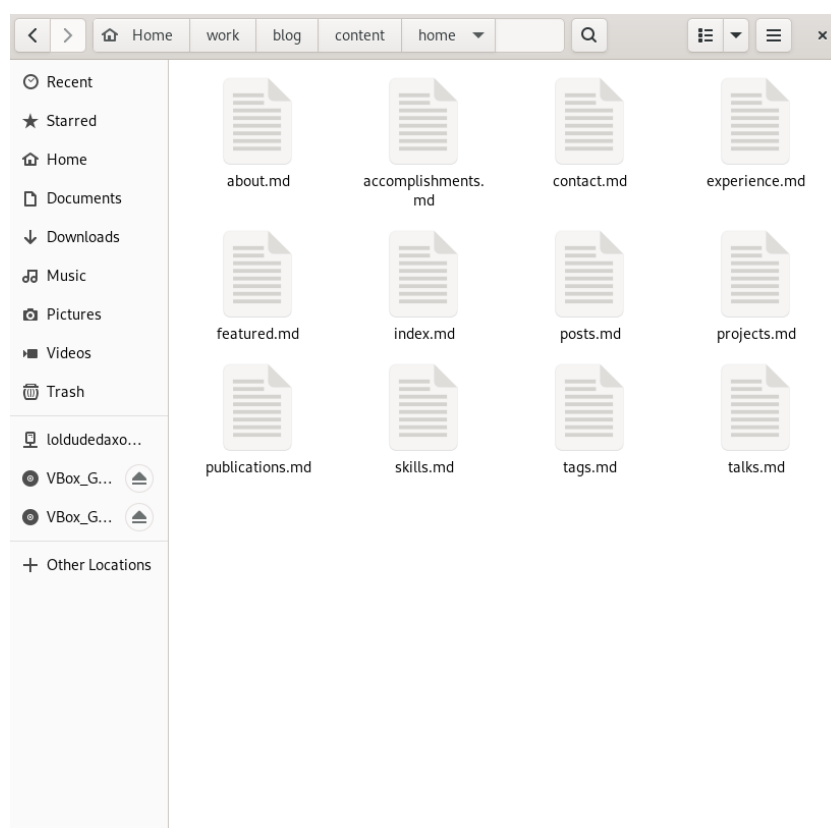 Home work blog content home
Recent
Starred
Home
Documents
Downloads
Music
Pictures
Videos
Trash
loldudedaxo...
VBox_G...
VBox_G...
Other Locations
about.md
accomplishments.
md
contact.md
experience.md
featured.md
index.md
posts.md
projects.md
publications.md
skills.md
tags.md
talks.md